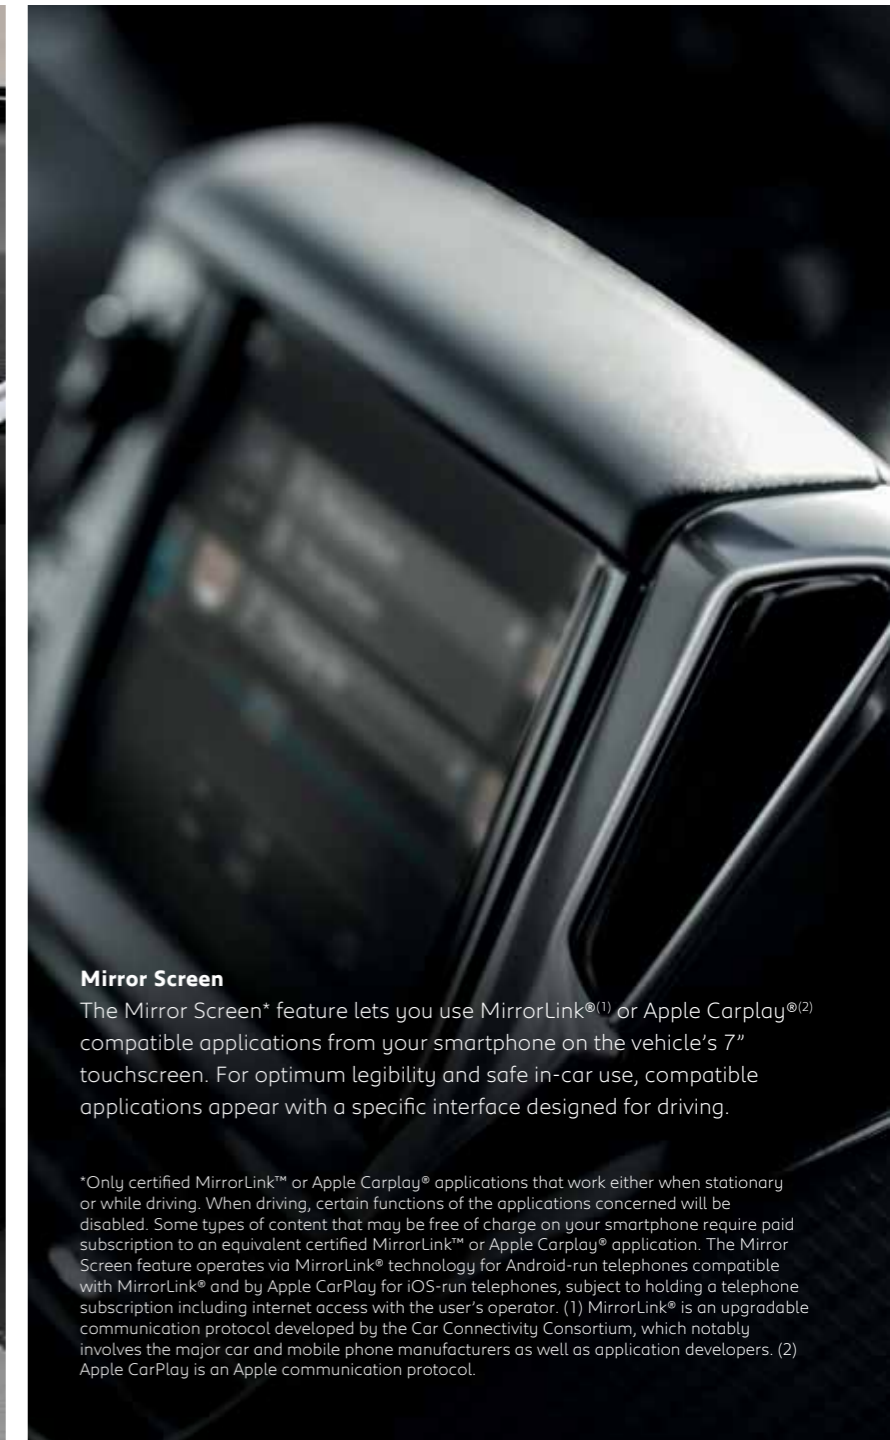 Mirror Screen
The Mirror Screen* feature lets you use MirrorLink®(1) or Apple Carplay®(2)
compatible applications from your smartphone on the vehicle’s 7”
touchscreen. For optimum legibility and safe in-car use, compatible
applications appear with a specific interface designed for driving.
*Only certified MirrorLink™ or Apple Carplay® applications that work either when stationary
or while driving. When driving, certain functions of the applications concerned will be
disabled. Some types of content that may be free of charge on your smartphone require paid
subscription to an equivalent certified MirrorLink™ or Apple Carplay® application. The Mirror
Screen feature operates via MirrorLink® technology for Android-run telephones compatible
with MirrorLink® and by Apple CarPlay for iOS-run telephones, subject to holding a telephone
subscription including internet access with the user’s operator. (1) MirrorLink® is an upgradable
communication protocol developed by the Car Connectivity Consortium, which notably
involves the major car and mobile phone manufacturers as well as application developers. (2)
Apple CarPlay is an Apple communication protocol.